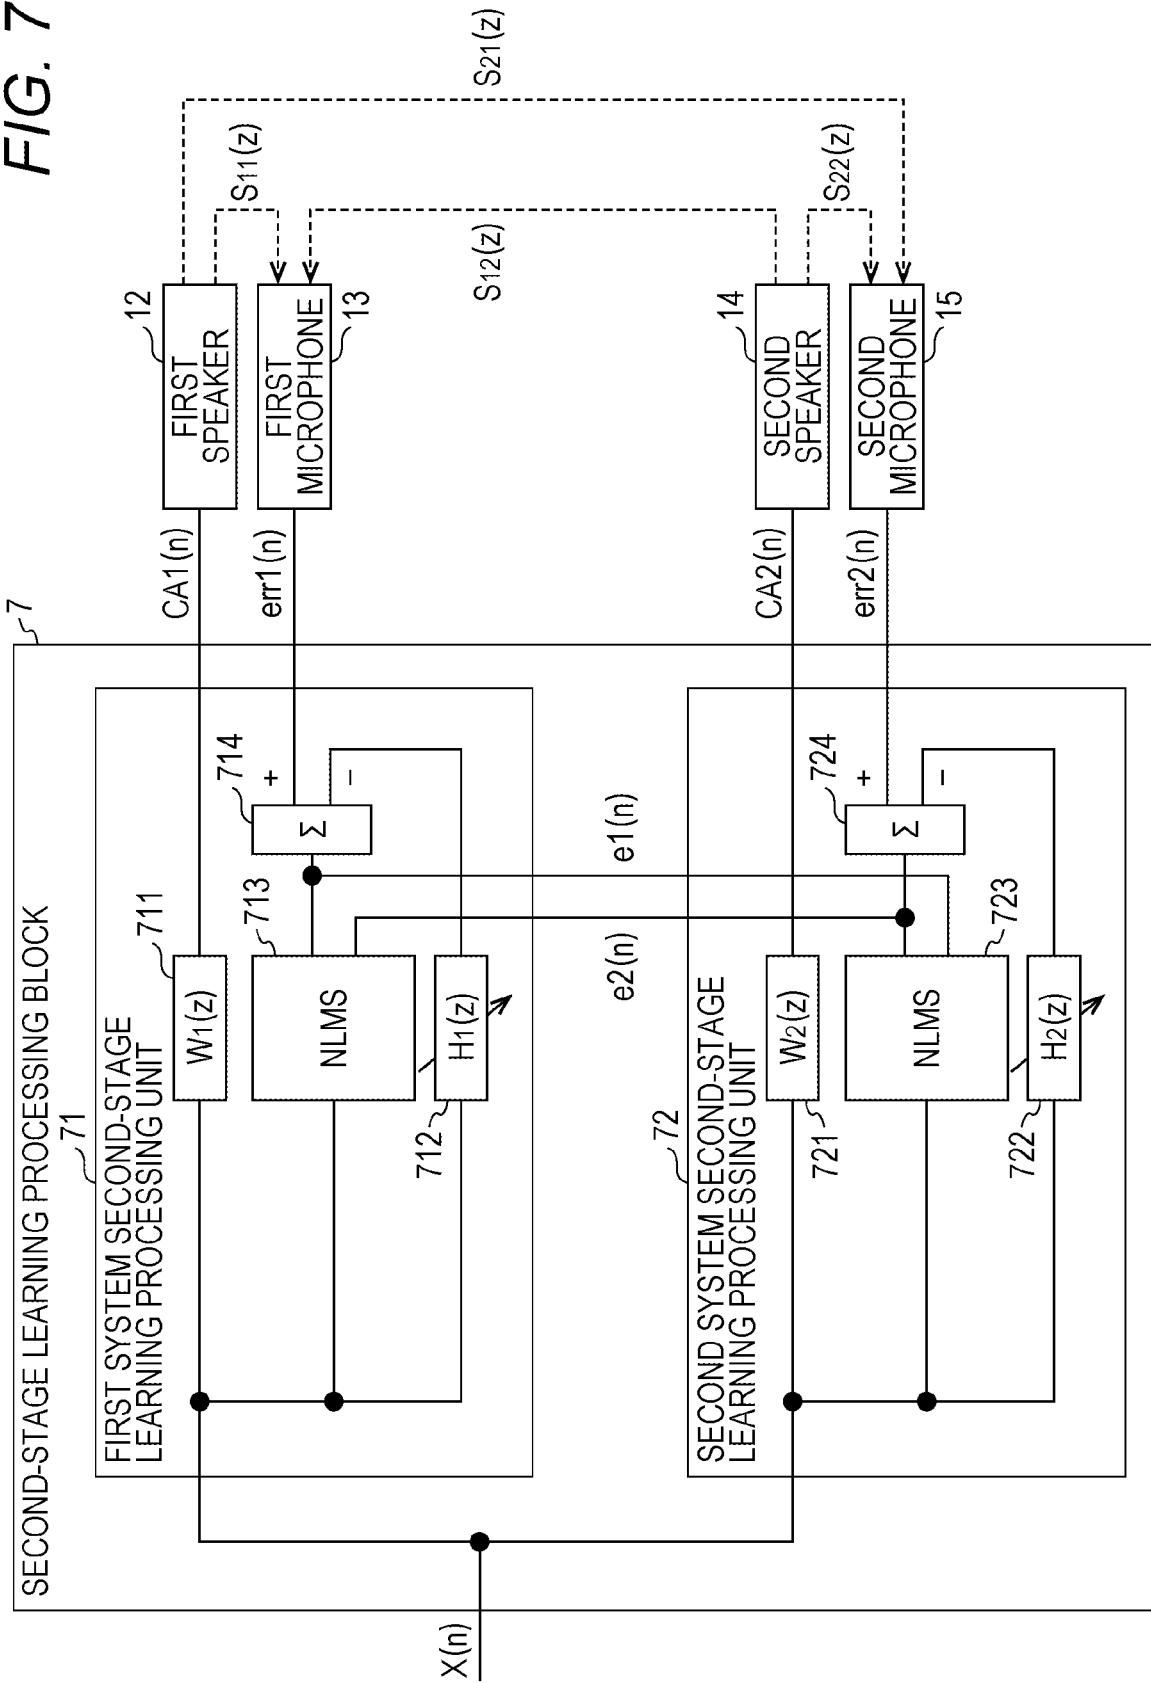 FIG. 7
7
SECOND-STAGE LEARNING PROCESSING BLOCK
71
FIRST SYSTEM SECOND-STAGE
LEARNING PROCESSING UNIT
711
W1(z)
713
NLMS
712
H1(z)
714
Σ
+
−
CA1(n)
err1(n)
12
FIRST
SPEAKER
FIRST
MICROPHONE
13
S11(z)
S21(z)
S12(z)
S22(z)
X(n)
e1(n)
e2(n)
72
SECOND SYSTEM SECOND-STAGE
LEARNING PROCESSING UNIT
W2(z)
721
NLMS
723
722
H2(z)
724
Σ
+
−
CA2(n)
err2(n)
14
SECOND
SPEAKER
SECOND
MICROPHONE
15